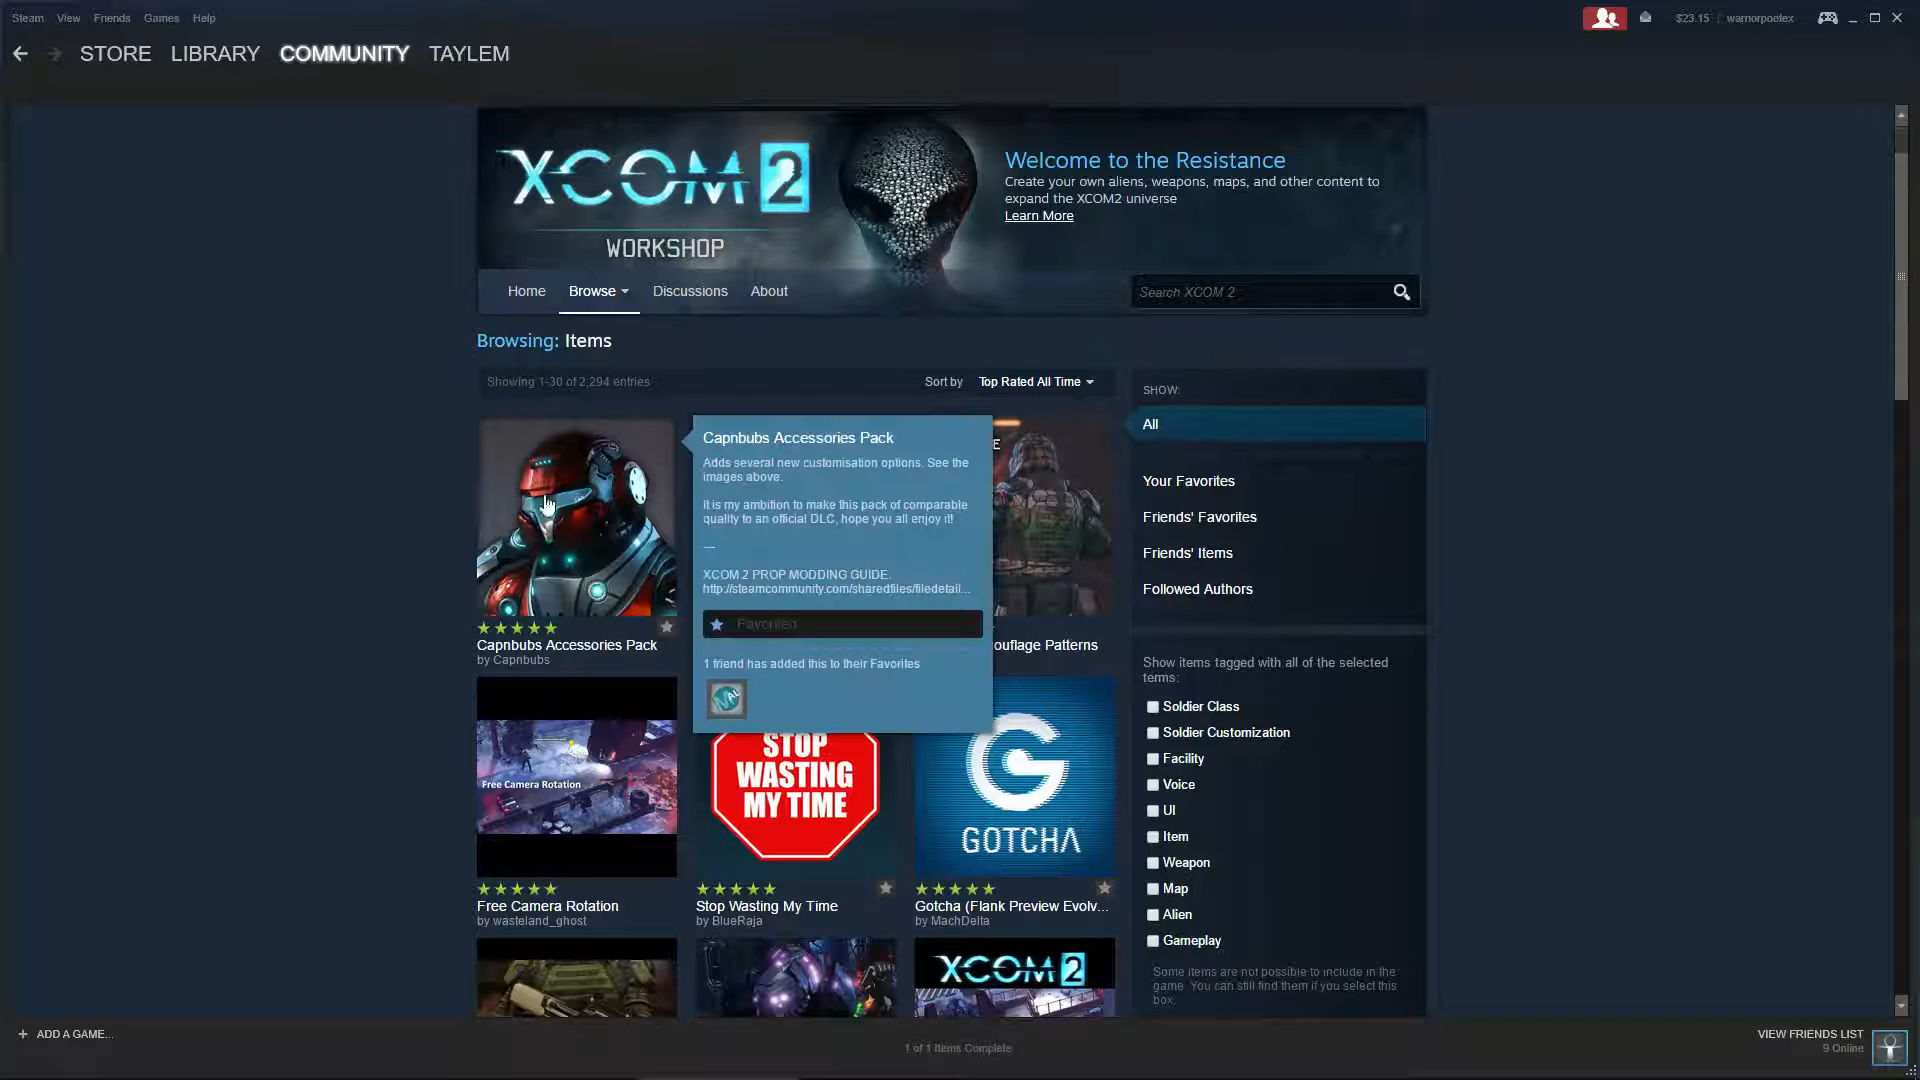 Steam View Friends Games Help
$23.15 warriorpoetex
STORE LIBRARY COMMUNITY TAYLEM
XCOM 2
WORKSHOP
Welcome to the Resistance
Create your own aliens, weapons, maps, and other content to
expand the XCOM2 universe
Learn More
Home Browse Discussions About
Search XCOM 2
Browsing: Items
Showing 1-30 of 2,294 entries
Sort by Top Rated All Time
Capnbubs Accessories Pack
Adds several new customisation options. See the
images above.
It is my ambition to make this pack of comparable
quality to an official DLC, hope you all enjoy it!
---
XCOM 2 PROP MODDING GUIDE.
http://steamcommunity.com/sharedfiles/filedetail...
Favorited
1 friend has added this to their Favorites
MAL
E
Capnbubs Accessories Pack
by Capnbubs
ouflage Patterns
Free Camera Rotation
STOP
WASTING
MY TIME
GOTCHA
Free Camera Rotation
by wasteland_ghost
Stop Wasting My Time
by BlueRaja
Gotcha (Flank Preview Evolv...
by MachDelta
XCOM 2
SHOW:
All
Your Favorites
Friends' Favorites
Friends' Items
Followed Authors
Show items tagged with all of the selected
terms:
Soldier Class
Soldier Customization
Facility
Voice
UI
Item
Weapon
Map
Alien
Gameplay
Some items are not possible to include in the
game. You can still find them if you select this
box.
+ ADD A GAME...
1 of 1 Items Complete
VIEW FRIENDS LIST
9 Online